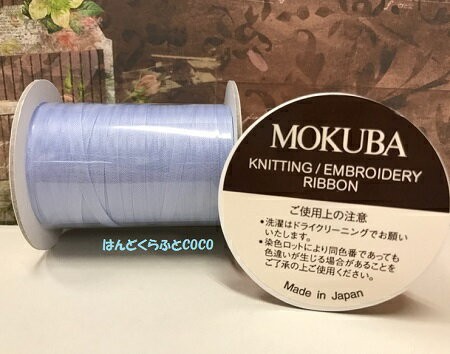 はんどくらふとCOCO
MOKUBA
KNITTING / EMBROIDERY
RIBBON
ご使用上の注意
•洗濯はドライクリーニングでお願い
いたします。
•染色ロットにより同色番であっても
色違いが生じる場合があることを
ご了承の上ご使用ください。
Made in Japan